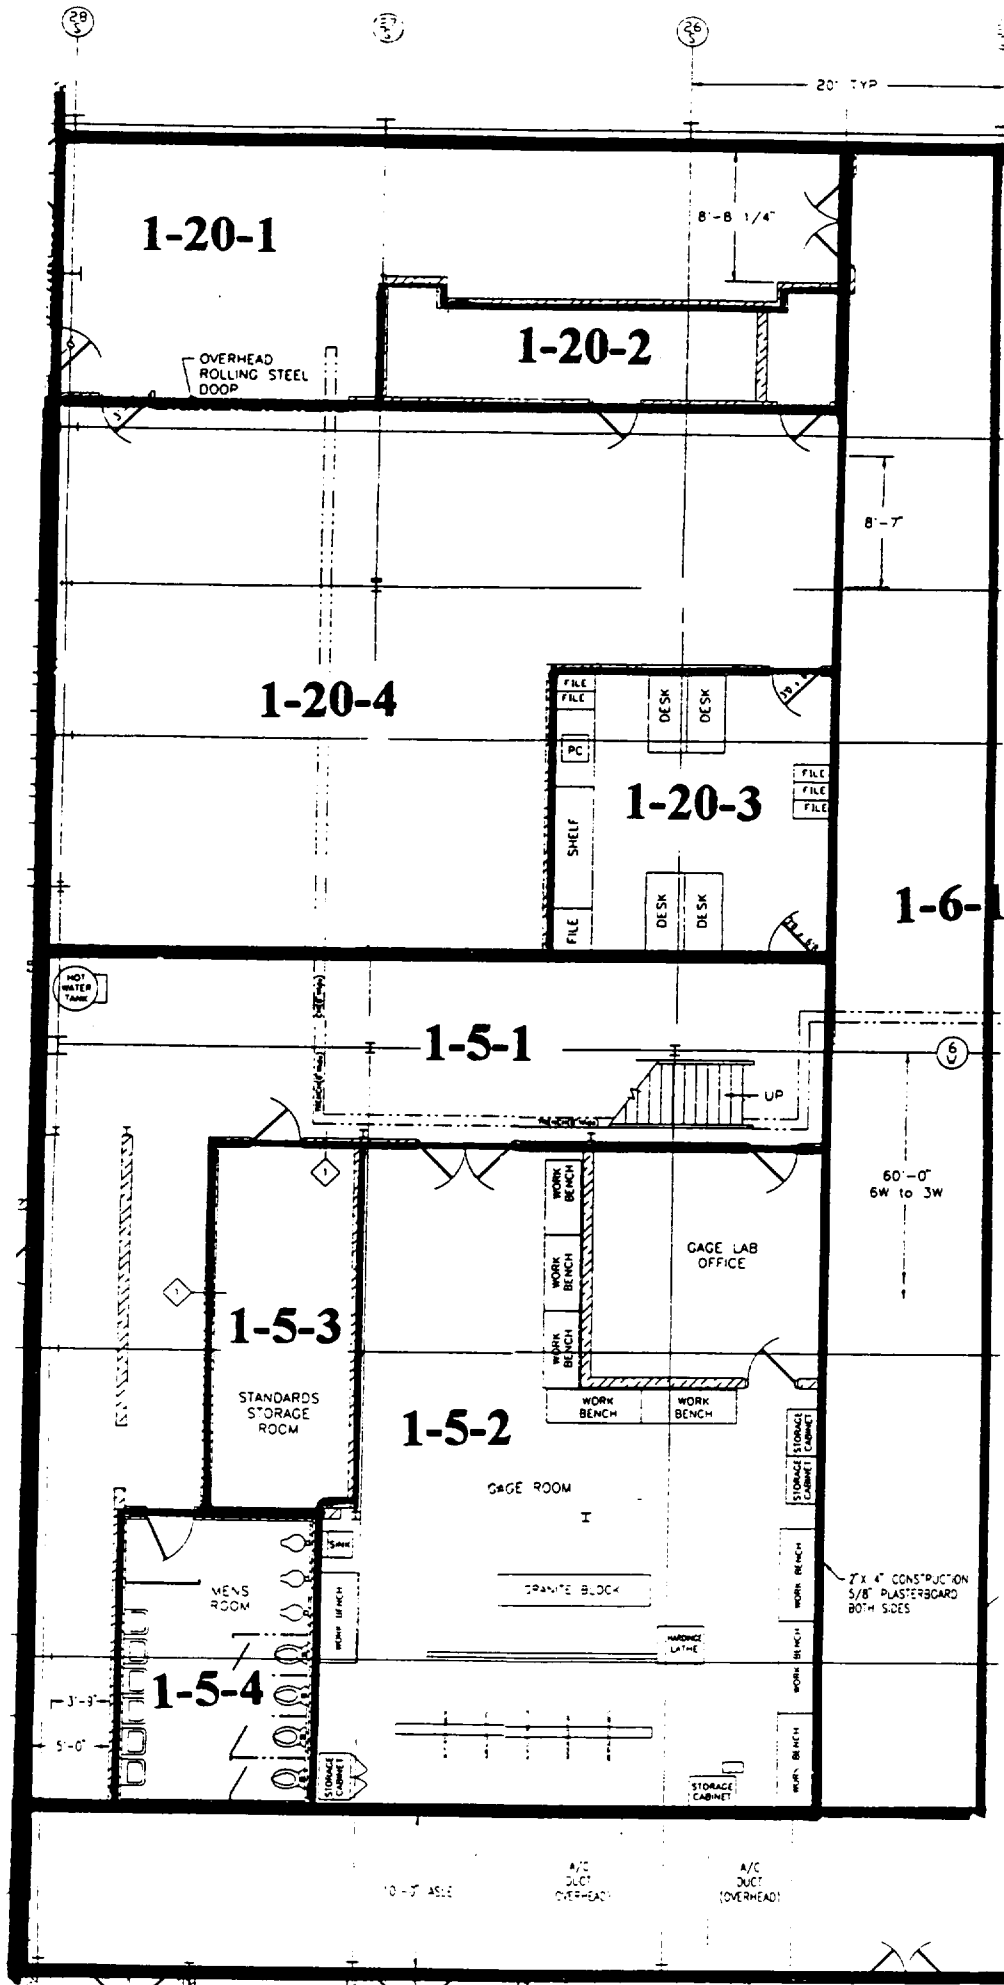 28
S
26
S
20' TYP
1-20-1
8'-8 1/4"
1-20-2
OVERHEAD
ROLLING STEEL
DOOR
8'-7"
1-20-4
FILE
FILE
DESK
DESK
PC
FILE
FILE
FILE
1-20-3
SHELF
FILE
DESK
DESK
1-6-1
HOT
WATER
TANK
1-5-1
UP
6
W
1
WORK
BENCH
60'-0"
6W to 3W
GAGE LAB
OFFICE
WORK
BENCH
1
1-5-3
WORK
BENCH
STANDARDS
STORAGE
ROOM
WORK
BENCH
WORK
BENCH
1-5-2
STORAGE
CABINET
STORAGE
CABINET
GAGE ROOM
SINK
MENS
ROOM
WORK BENCH
GRANITE BLOCK
WORK BENCH
2" X 4" CONSTRUCTION
5/8" PLASTERBOARD
BOTH SIDES
HARDINGE
LATHE
WORK BENCH
1-5-4
3'-9"
5'-0"
WORK BENCH
STORAGE
CABINET
STORAGE
CABINET
A/C
DUCT
(OVERHEAD)
A/C
DUCT
(OVERHEAD)